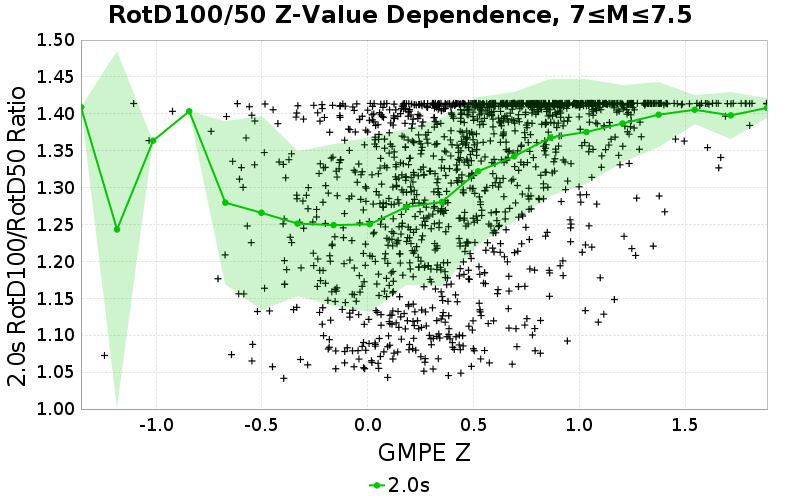 RotD100/50 Z-Value Dependence, 7≤M≤7.5
2.0s RotD100/RotD50 Ratio
1.50
1.45
1.40
1.35
1.30
1.25
1.20
1.15
1.10
1.05
1.00
-1.0 -0.5 0.0 0.5 1.0 1.5
GMPE Z
2.0s